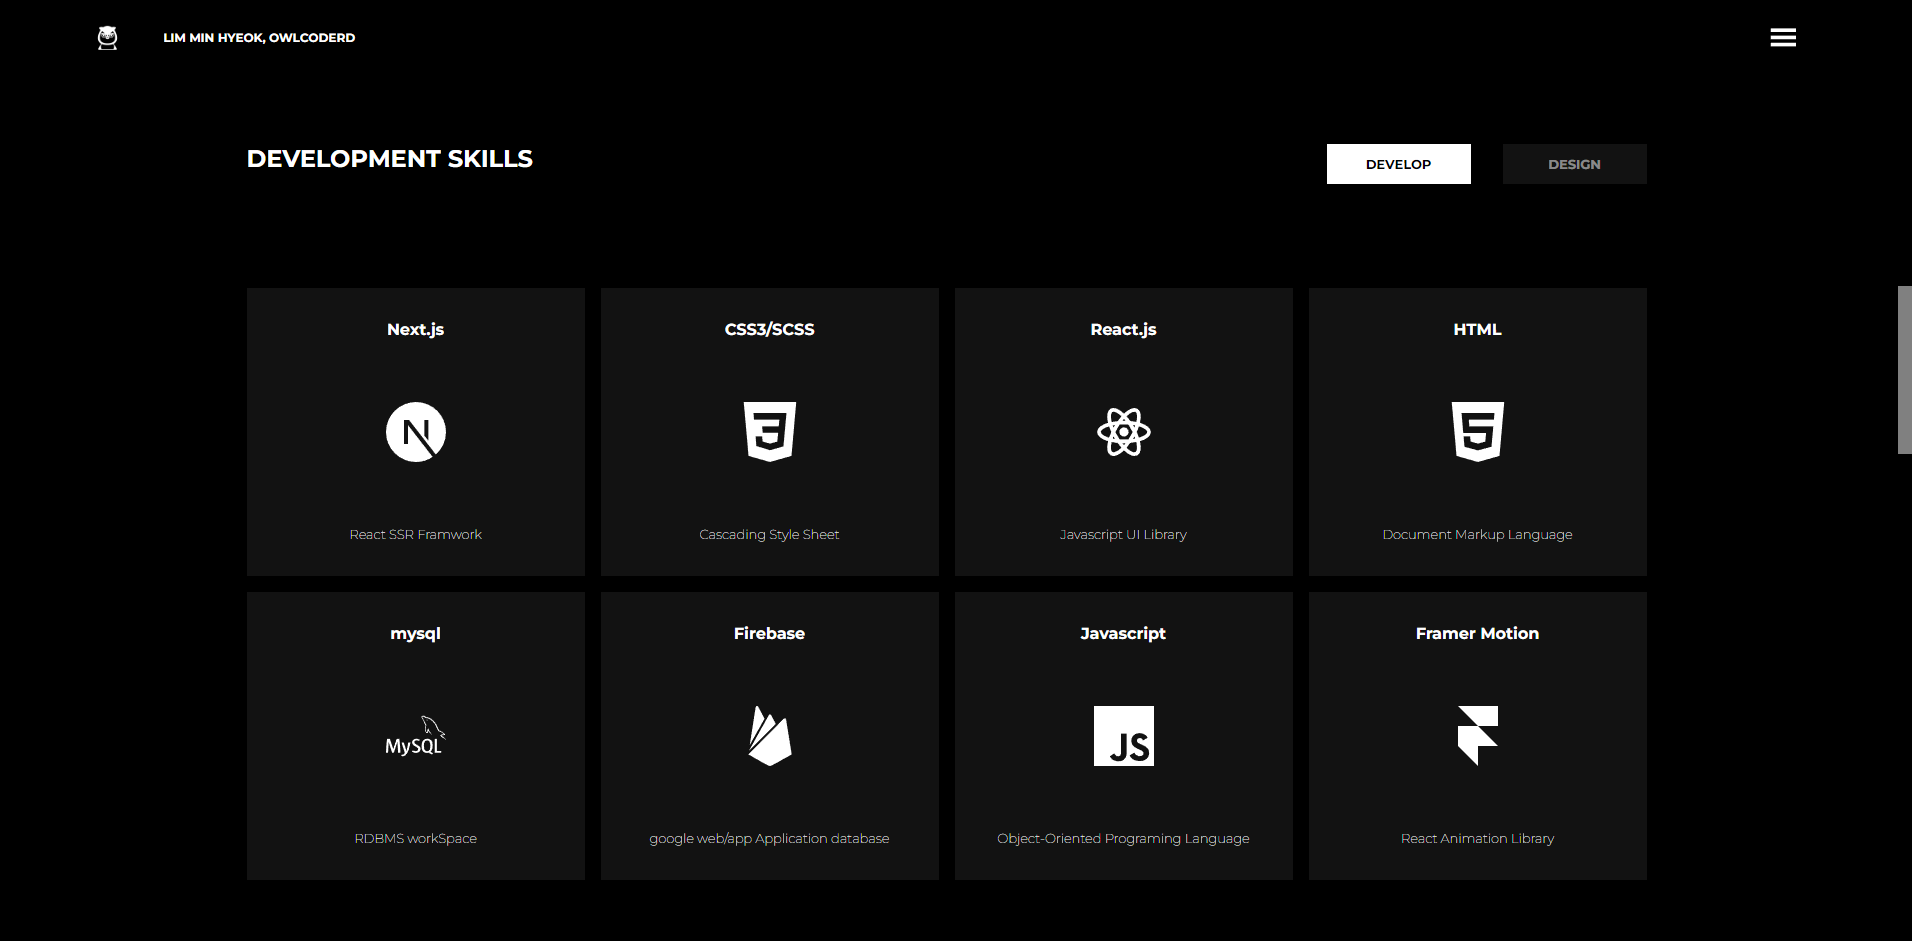 LIM MIN HYEOK, OWLCODERD
DEVELOPMENT SKILLS
DEVELOP
DESIGN
Next.js
N
React SSR Framwork
CSS3/SCSS
3
Cascading Style Sheet
React.js
Javascript UI Library
HTML
5
Document Markup Language
mysql
MySQL
RDBMS workSpace
Firebase
google web/app Application database
Javascript
JS
Object-Oriented Programing Language
Framer Motion
React Animation Library